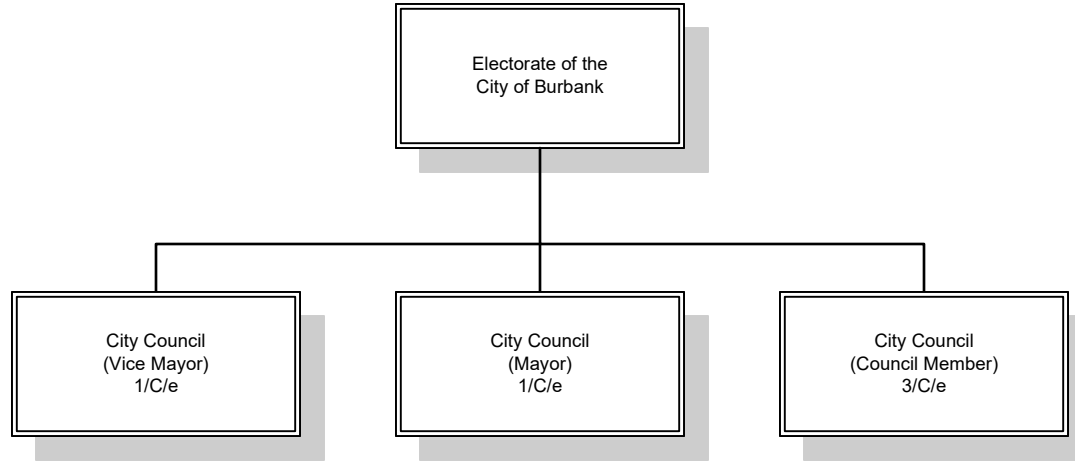 Electorate of the
City of Burbank
City Council
(Vice Mayor)
1/C/e
City Council
(Mayor)
1/C/e
City Council
(Council Member)
3/C/e